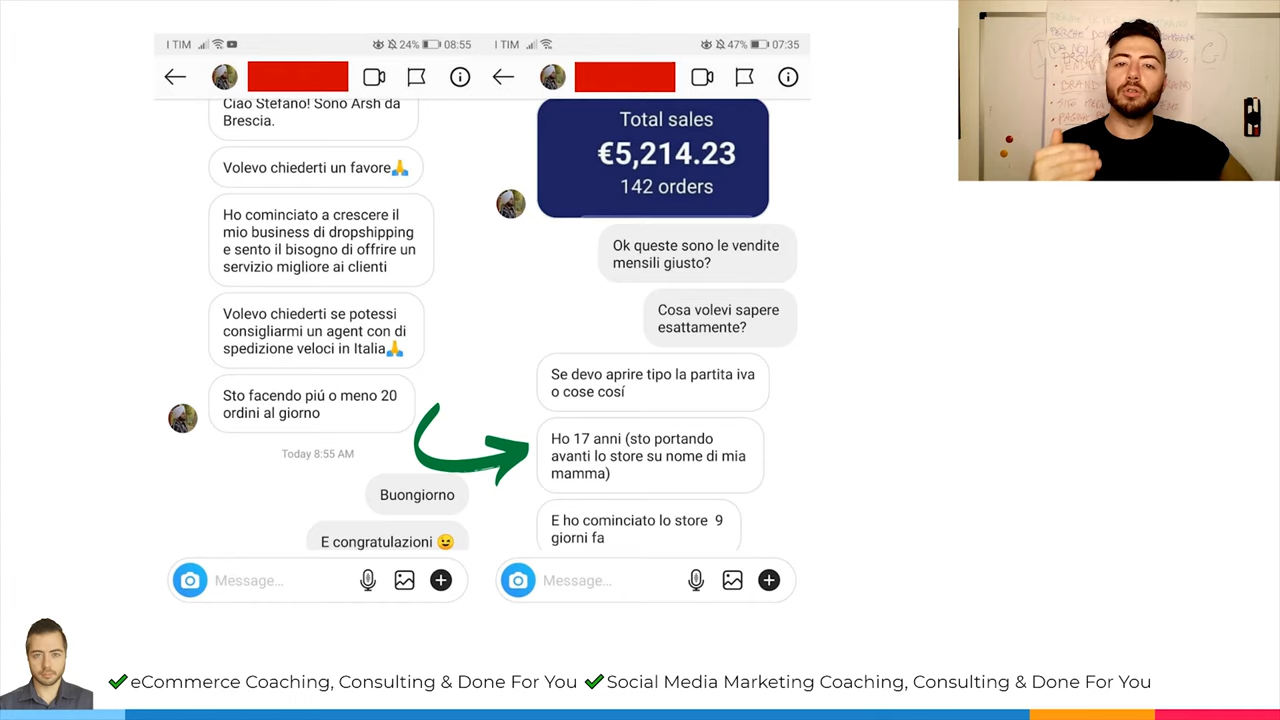 I TIM
24%
08:55
Ciao Stefano! Sono Arsh da
Brescia.
Volevo chiederti un favore🙏
Ho cominciato a crescere il
mio business di dropshipping
e sento il bisogno di offrire un
servizio migliore ai clienti
Volevo chiederti se potessi
consigliarmi un agent con di
spedizione veloci in Italia🙏
Sto facendo piú o meno 20
ordini al giorno
Today 8:55 AM
Buongiorno
E congratulazioni 😉
Message...
I TIM
47%
07:35
Total sales
€5,214.23
142 orders
Ok queste sono le vendite
mensili giusto?
Cosa volevi sapere
esattamente?
Se devo aprire tipo la partita iva
o cose cosí
Ho 17 anni (sto portando
avanti lo store su nome di mia
mamma)
E ho cominciato lo store 9
giorni fa
Message...
✔eCommerce Coaching, Consulting & Done For You ✔Social Media Marketing Coaching, Consulting & Done For You